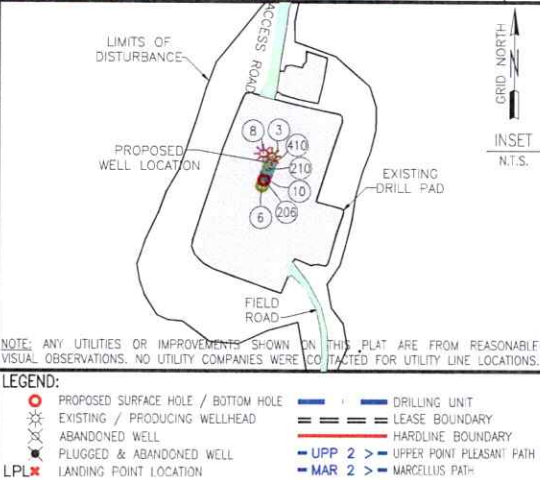 ACCESS ROAD
LIMITS OF
DISTURBANCE
GRID NORTH
N
INSET
N.T.S.
8
3
410
PROPOSED
WELL LOCATION
210
10
EXISTING
DRILL PAD
6
206
FIELD
ROAD
NOTE: ANY UTILITIES OR IMPROVEMENTS SHOWN ON THIS PLAT ARE FROM REASONABLE
VISUAL OBSERVATIONS. NO UTILITY COMPANIES WERE CONTACTED FOR UTILITY LINE LOCATIONS.
LEGEND:
PROPOSED SURFACE HOLE / BOTTOM HOLE
EXISTING / PRODUCING WELLHEAD
ABANDONED WELL
PLUGGED & ABANDONED WELL
LPL LANDING POINT LOCATION
DRILLING UNIT
LEASE BOUNDARY
HARDLINE BOUNDARY
UPP 2 > UPPER POINT PLEASANT PATH
MAR 2 > MARCELLUS PATH